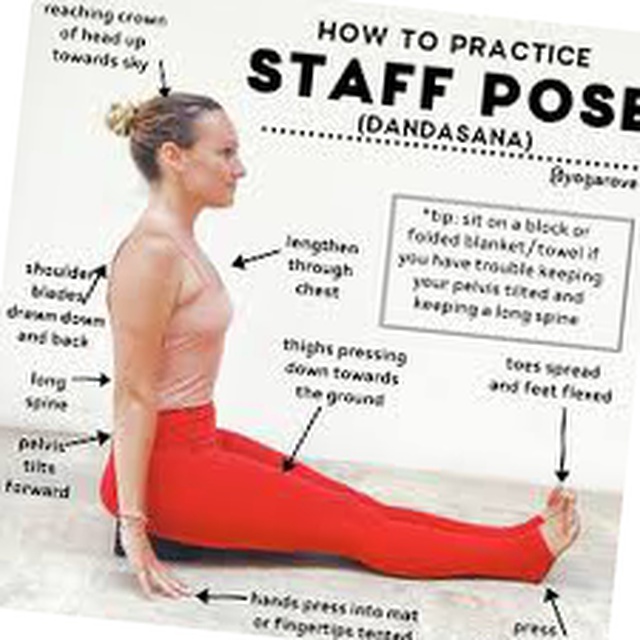 reaching crown
of head up
towards sky
HOW TO PRACTICE
STAFF POSE
(DANDASANA)
*tip: sit on a block or
folded blanket/towel if
you have trouble keeping
your pelvis tilted and
keeping a long spine
lengthen
through
chest
shoulder
blades
drawn down
and back
thighs pressing
down towards
the ground
toes spread
and feet flexed
long
spine
pelvis
tilts
forward
hands press into mat
or fingertips tented
press